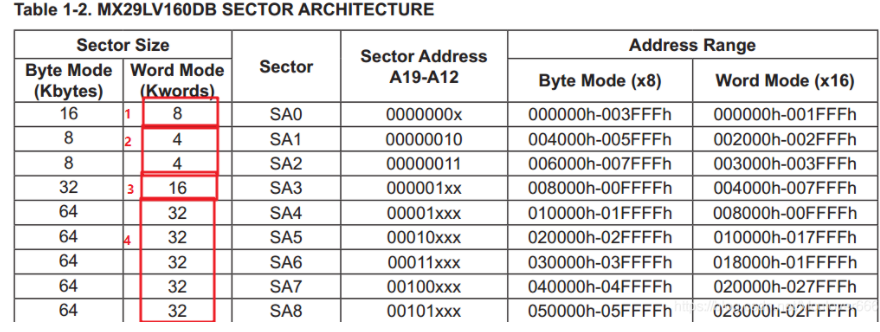 Table 1-2. MX29LV160DB SECTOR ARCHITECTURE
Sector Size Sector Sector Address A19-A12 Address Range
Byte Mode (Kbytes) Word Mode (Kwords) Byte Mode (x8) Word Mode (x16)
16 1 8 SA0 0000000x 000000h-003FFFh 000000h-001FFFh
8 2 4 SA1 00000010 004000h-005FFFh 002000h-002FFFh
8 4 SA2 00000011 006000h-007FFFh 003000h-003FFFh
32 3 16 SA3 000001xx 008000h-00FFFFh 004000h-007FFFh
64 32 SA4 00001xxx 010000h-01FFFFh 008000h-00FFFFh
64 4 32 SA5 00010xxx 020000h-02FFFFh 010000h-017FFFh
64 32 SA6 00011xxx 030000h-03FFFFh 018000h-01FFFFh
64 32 SA7 00100xxx 040000h-04FFFFh 020000h-027FFFh
64 32 SA8 00101xxx 050000h-05FFFFh 028000h-02FFFFh